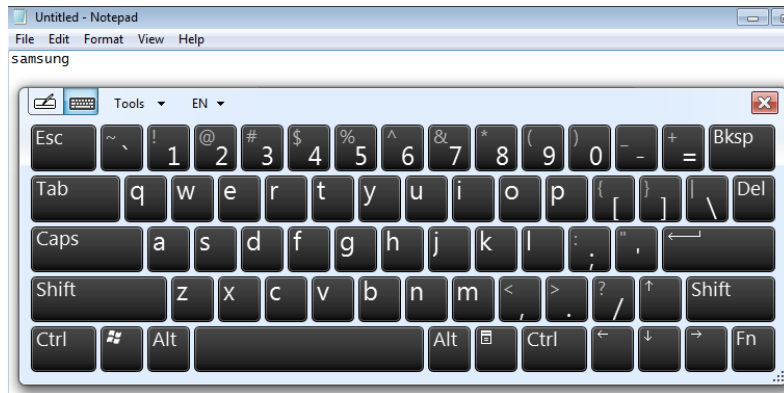 Untitled - Notepad
File Edit Format View Help
samsung
Tools EN
Esc ~ ` ! 1 @ 2 # 3 $ 4 % 5 ^ 6 & 7 * 8 ( 9 ) 0 _ - + = Bksp
Tab q w e r t y u i o p { [ } ] | \ Del
Caps a s d f g h j k l : ; " '
Shift z x c v b n m < , > . ? / ↑ Shift
Ctrl Alt Alt Ctrl ← ↓ → Fn